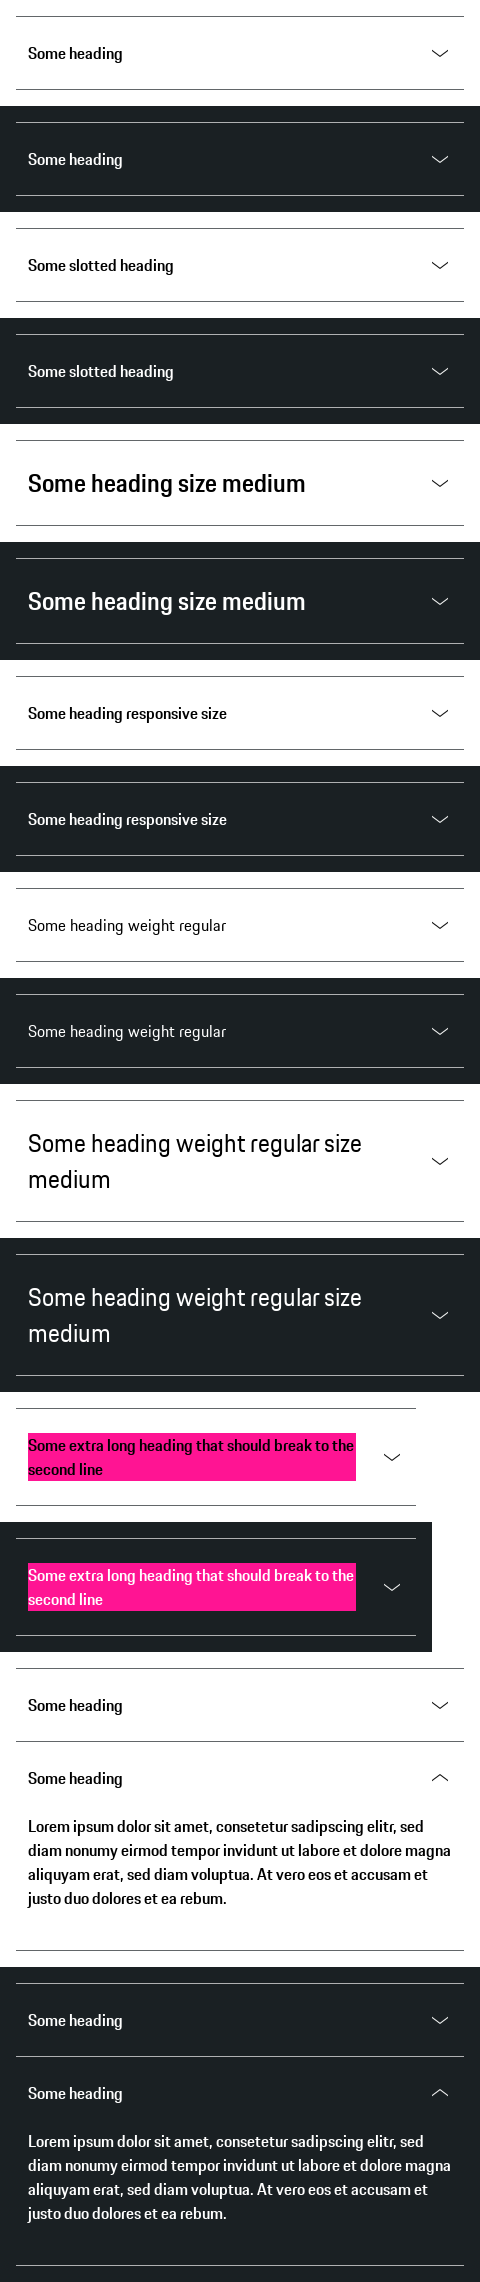 Some heading
Some heading
Some slotted heading
Some slotted heading
Some heading size medium
Some heading size medium
Some heading responsive size
Some heading responsive size
Some heading weight regular
Some heading weight regular
Some heading weight regular size
medium
Some heading weight regular size
medium
Some extra long heading that should break to the
second line
Some extra long heading that should break to the
second line
Some heading
Some heading
Lorem ipsum dolor sit amet, consetetur sadipscing elitr, sed
diam nonumy eirmod tempor invidunt ut labore et dolore magna
aliquyam erat, sed diam voluptua. At vero eos et accusam et
justo duo dolores et ea rebum.
Some heading
Some heading
Lorem ipsum dolor sit amet, consetetur sadipscing elitr, sed
diam nonumy eirmod tempor invidunt ut labore et dolore magna
aliquyam erat, sed diam voluptua. At vero eos et accusam et
justo duo dolores et ea rebum.